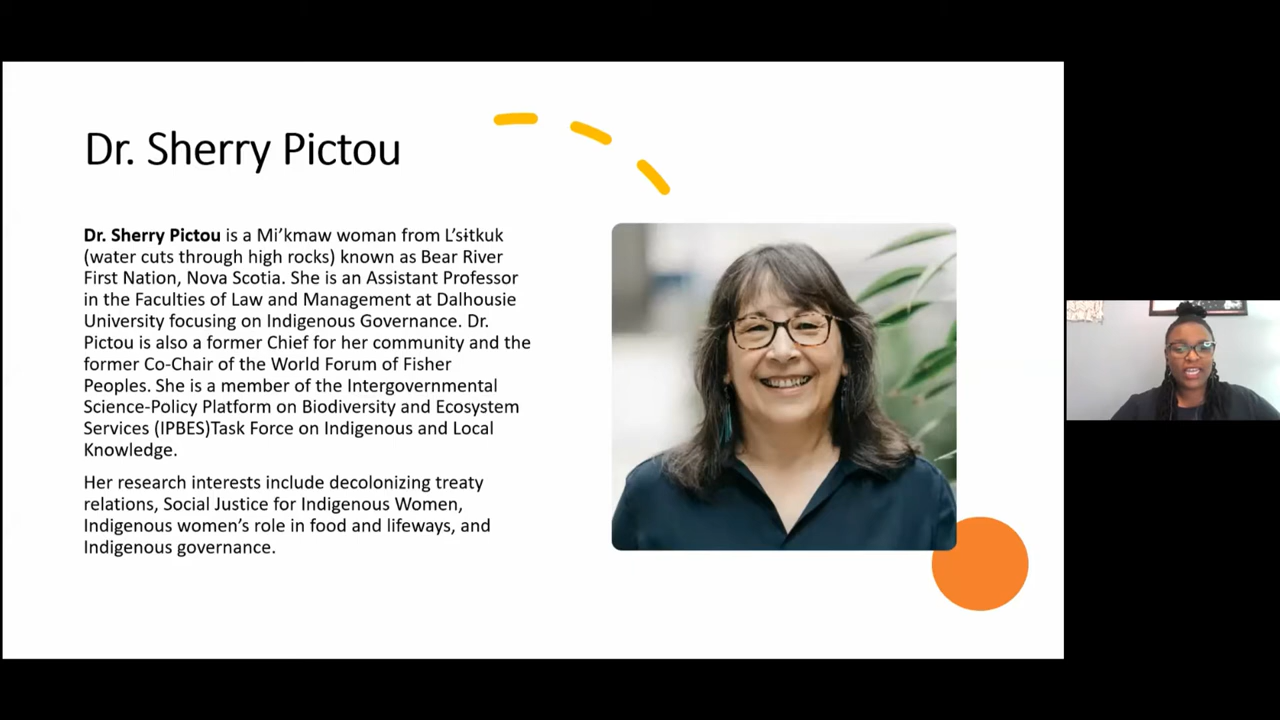 Dr. Sherry Pictou
Dr. Sherry Pictou is a Mi’kmaw woman from L’sɨtkuk
(water cuts through high rocks) known as Bear River
First Nation, Nova Scotia. She is an Assistant Professor
in the Faculties of Law and Management at Dalhousie
University focusing on Indigenous Governance. Dr.
Pictou is also a former Chief for her community and the
former Co-Chair of the World Forum of Fisher
Peoples. She is a member of the Intergovernmental
Science-Policy Platform on Biodiversity and Ecosystem
Services (IPBES)Task Force on Indigenous and Local
Knowledge.
Her research interests include decolonizing treaty
relations, Social Justice for Indigenous Women,
Indigenous women’s role in food and lifeways, and
Indigenous governance.